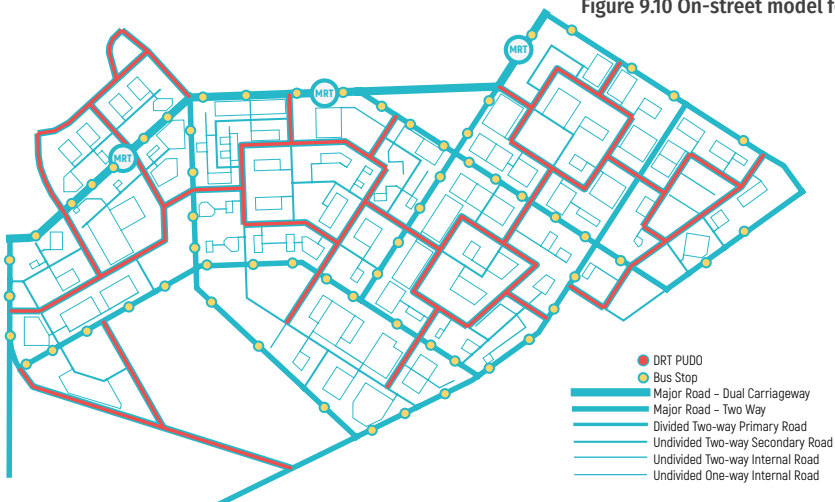 Figure 9.10 On-street model f
MRT
MRT
MRT
DRT PUDO
Bus Stop
Major Road – Dual Carriageway
Major Road – Two Way
Divided Two-way Primary Road
Undivided Two-way Secondary Road
Undivided Two-way Internal Road
Undivided One-way Internal Road